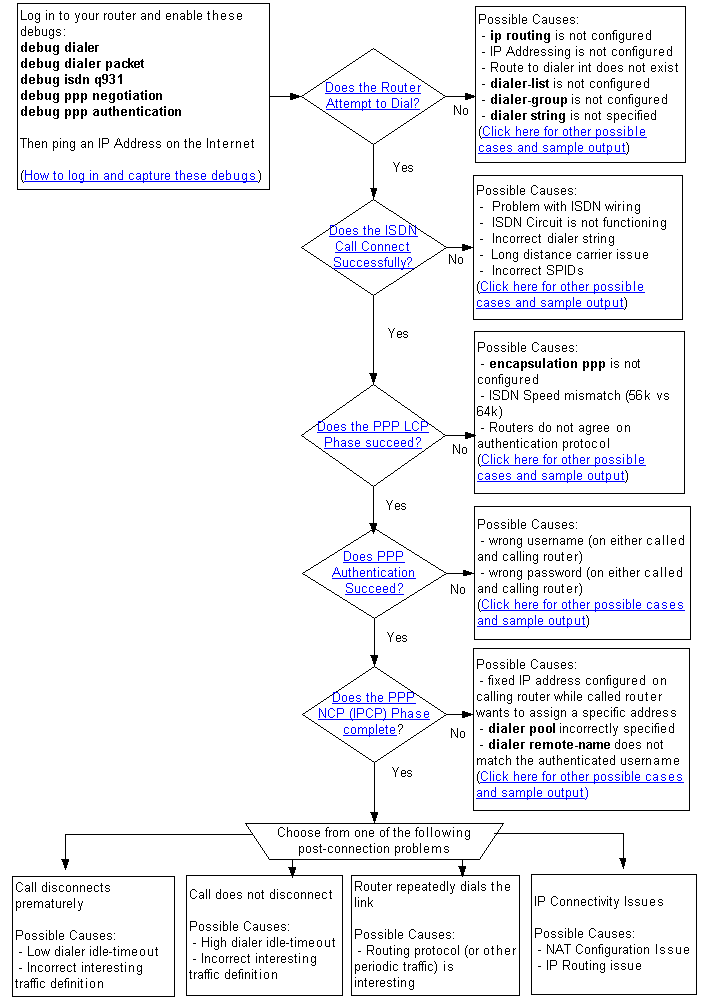 Log in to your router and enable these
debugs:
debug dialer
debug dialer packet
debug isdn q931
debug ppp negotiation
debug ppp authentication
Then ping an IP Address on the Internet
(How to log in and capture these debugs )
Does the Router
Attempt to Dial?
No
Possible Causes:
- ip routing is not configured
- IP Addressing is not configured
- Route to dialer int does not exist
- dialer-list is not configured
- dialer-group is not configured
- dialer string is not specified
(Click here for other possible
cases and sample output)
Yes
Does the ISDN
Call Connect
Successfully?
No
Possible Causes:
- Problem with ISDN wiring
- ISDN Circuit is not functioning
- Incorrect dialer string
- Long distance carrier issue
- Incorrect SPIDs
(Click here for other possible
cases and sample output)
Yes
Does the PPP LCP
Phase succeed?
No
Possible Causes:
- encapsulation ppp is not
configured
- ISDN Speed mismatch (56k vs
64k)
- Routers do not agree on
authentication protocol
(Click here for other possible
cases and sample output)
Yes
Does PPP
Authentication
Succeed?
No
Possible Causes:
- wrong username (on either called
and calling router)
- wrong password (on either called
and calling router)
(Click here for other possible cases
and sample output)
Yes
Does the PPP
NCP (IPCP) Phase
complete?
No
Possible Causes:
- fixed IP address configured on
calling router while called router
wants to assign a specific address
- dialer pool incorrectly specified
- dialer remote-name does not
match the authenticated username
(Click here for other possible cases
and sample output)
Yes
Choose from one of the following
post-connection problems
Call disconnects
prematurely
Possible Causes:
- Low dialer idle-timeout
- Incorrect interesting
traffic definition
Call does not disconnect
Possible Causes:
- High dialer idle-timeout
- Incorrect interesting
traffic definition
Router repeatedly dials the
link
Possible Causes:
- Routing protocol (or other
periodic traffic) is
interesting
IP Connectivity Issues
Possible Causes:
- NAT Configuration Issue
- IP Routing issue